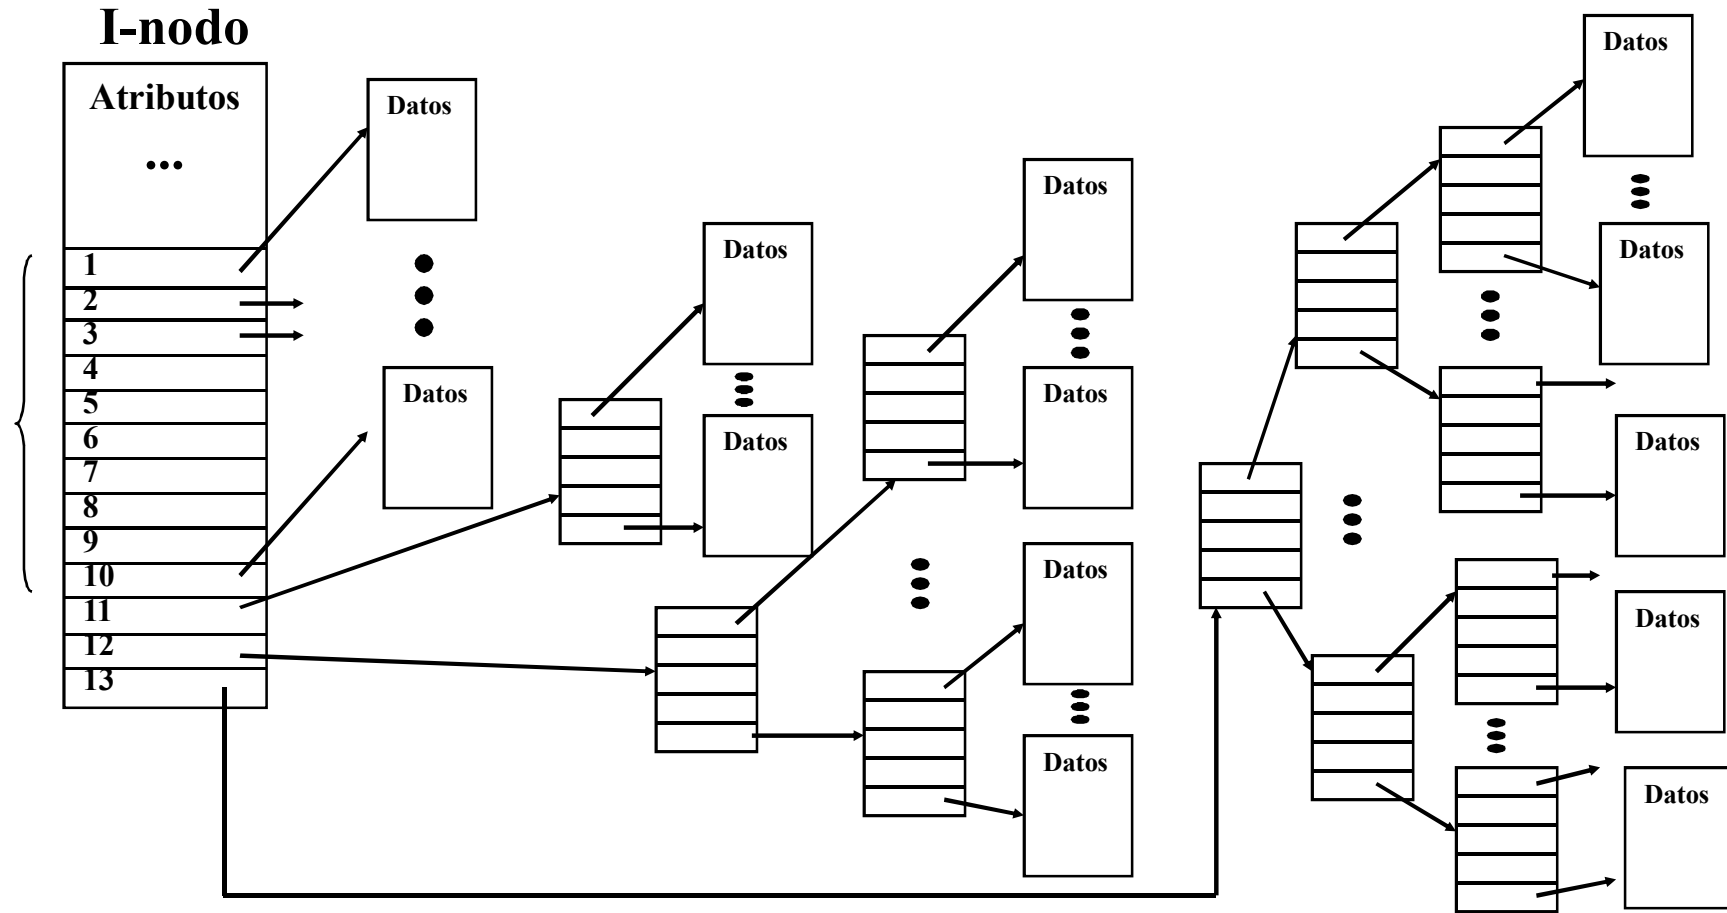 I-nodo
Atributos
...
1
2
3
4
5
6
7
8
9
10
11
12
13
Datos
Datos
Datos
Datos
Datos
Datos
Datos
Datos
Datos
Datos
Datos
Datos
Datos